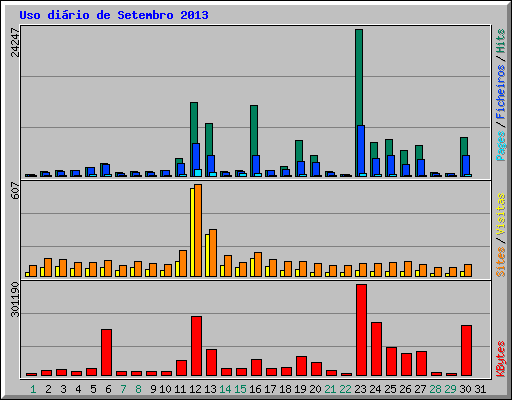 Uso diário de Setembro 2013
24247
Pages / Ficheiros / Hits
607
Sites / Visitas
301190
KBytes
1 2 3 4 5 6 7 8 9 10 11 12 13 14 15 16 17 18 19 20 21 22 23 24 25 26 27 28 29 30 31